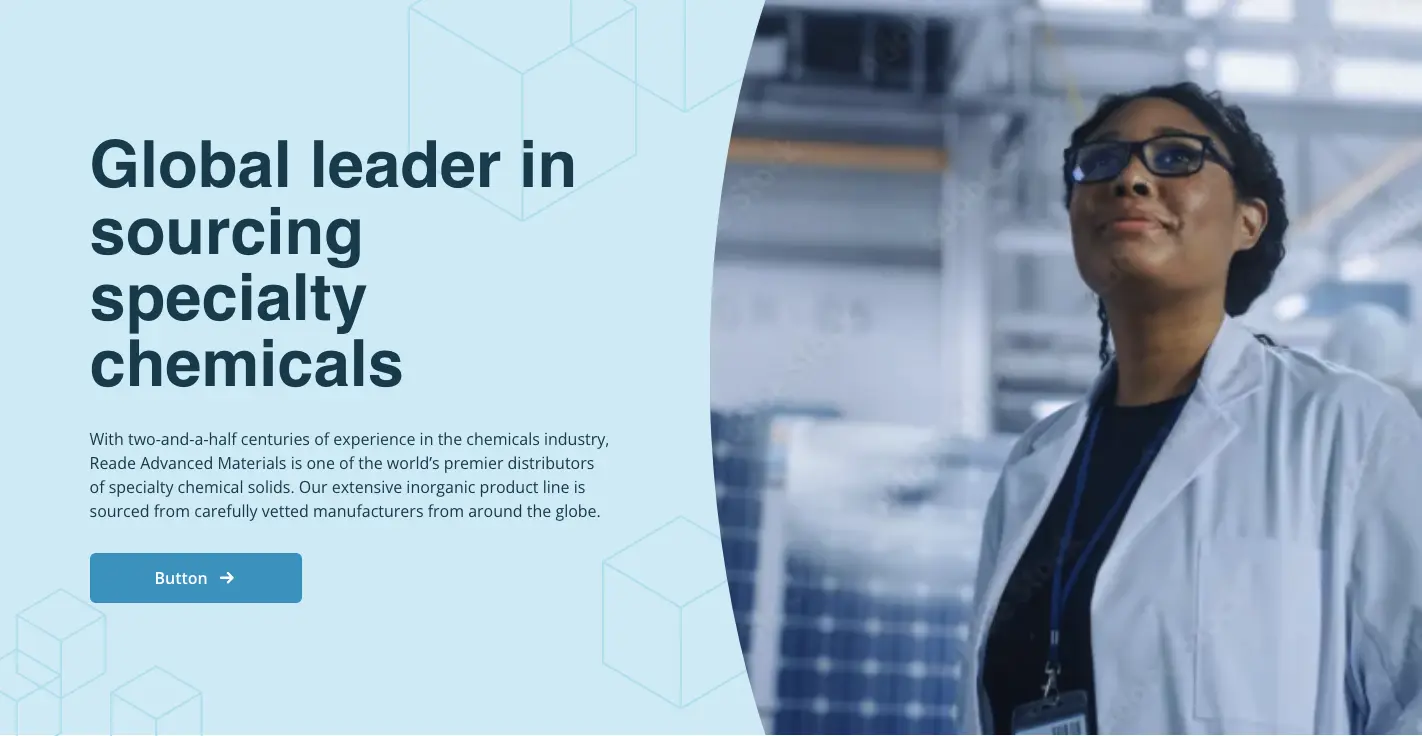 Global leader in
sourcing
specialty
chemicals
With two-and-a-half centuries of experience in the chemicals industry,
Reade Advanced Materials is one of the world’s premier distributors
of specialty chemical solids. Our extensive inorganic product line is
sourced from carefully vetted manufacturers from around the globe.
Button